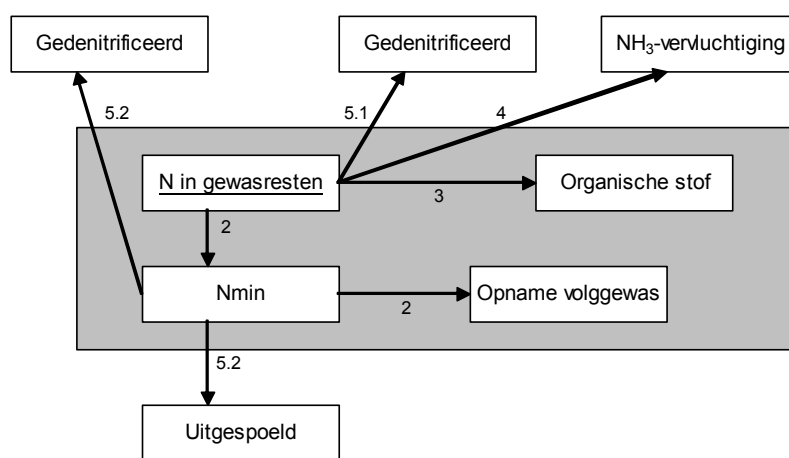 Gedenitrificeerd
Gedenitrificeerd
NH₃-vervluchtiging
5.2
5.1
4
N in gewasresten
3
Organische stof
2
Nmin
2
Opname volggewas
5.2
Uitgespoeld